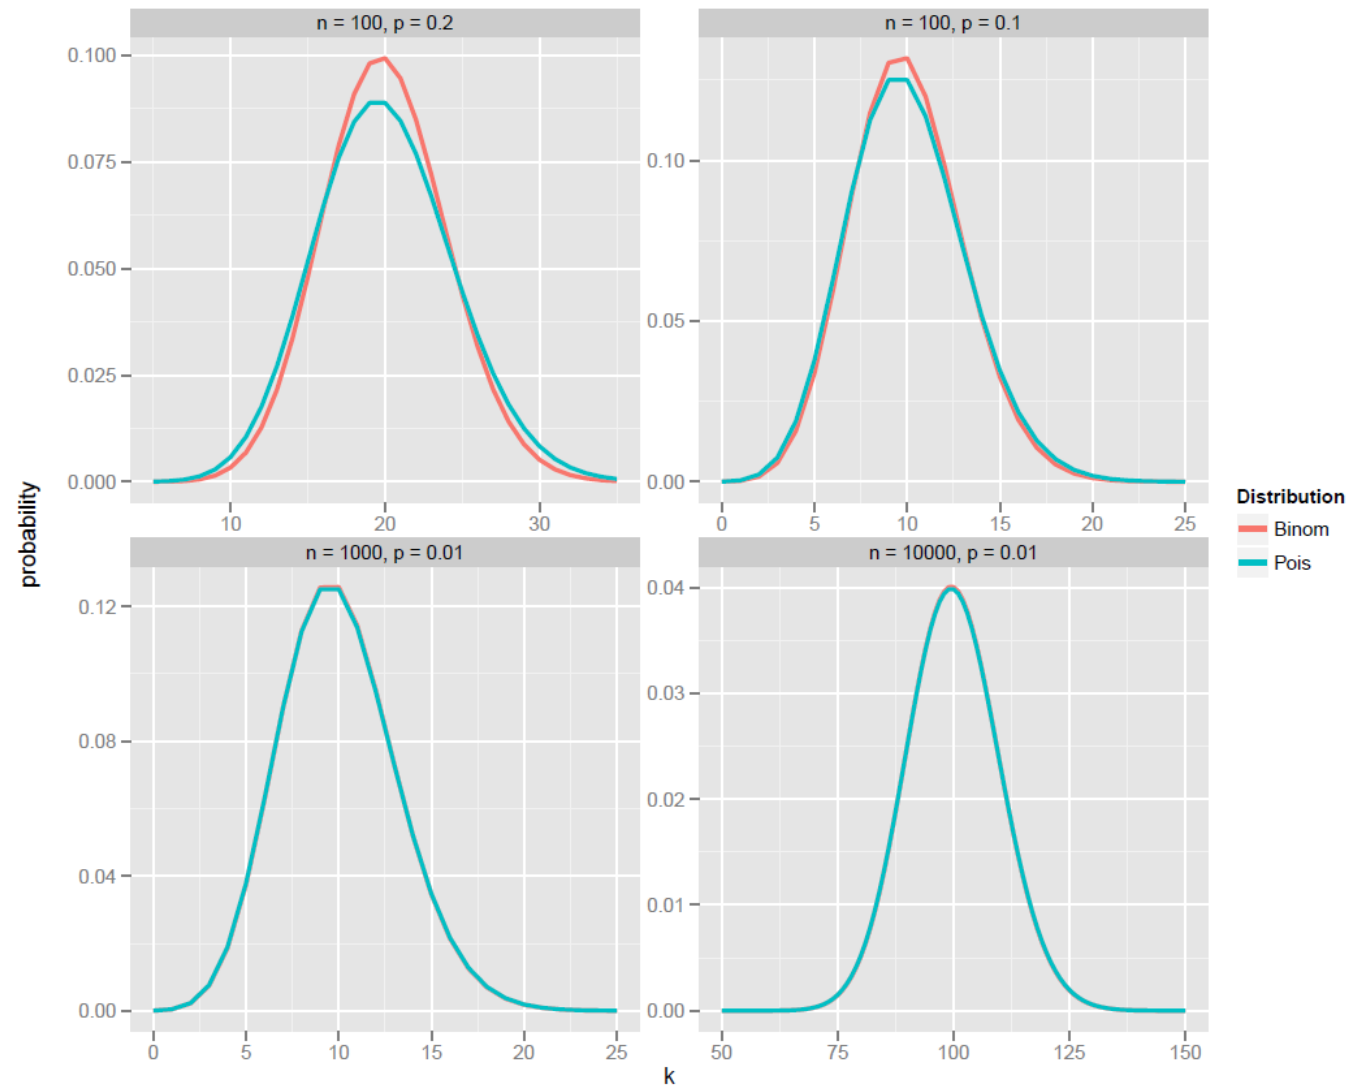 n = 100, p = 0.2
n = 100, p = 0.1
0.100
0.075
0.050
0.025
0.000
10 20 30
0.10
0.05
0.00
0 5 10 15 20 25
probability
n = 1000, p = 0.01
n = 10000, p = 0.01
0.12
0.08
0.04
0.00
0 5 10 15 20 25
0.04
0.03
0.02
0.01
0.00
50 75 100 125 150
k
Distribution
Binom
Pois